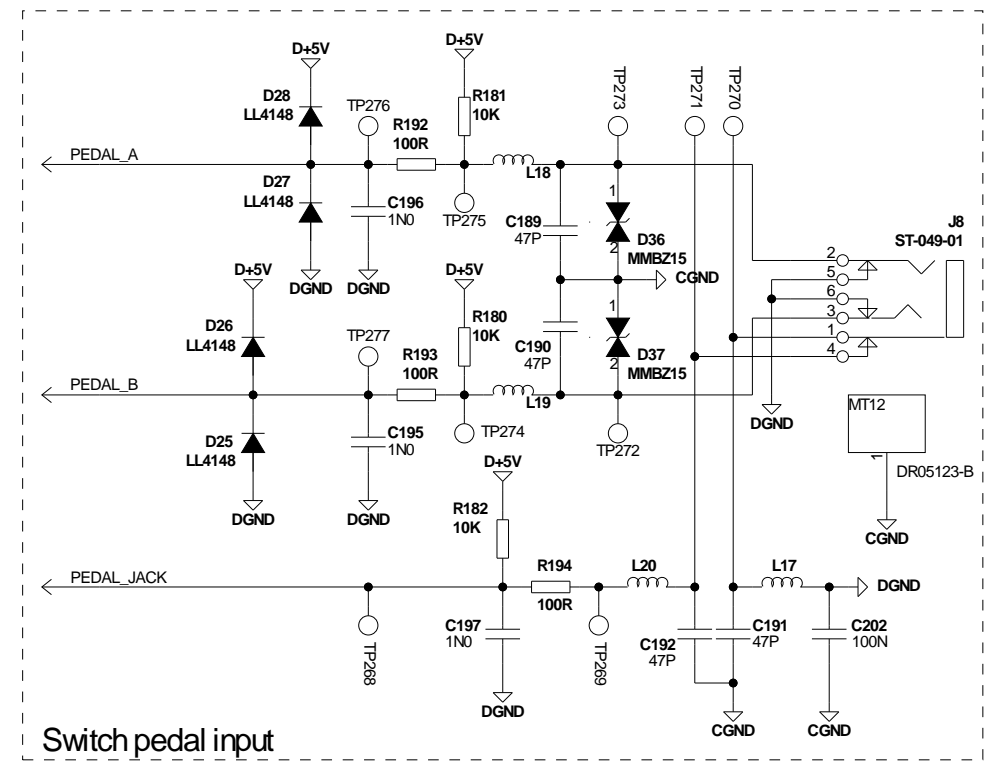 D+5V
D+5V
D28
LL4148
TP276
R181
10K
TP273
TP271
TP270
R192
100R
PEDAL_A
L18
D27
LL4148
C196
1N0
TP275
1
C189
47P
D36
2
MMBZ15
J8
ST-049-01
DGND
DGND
CGND
2
5
6
3
1
4
D+5V
D+5V
D26
LL4148
TP277
R180
10K
R193
100R
1
C190
47P
D37
2
MMBZ15
PEDAL_B
L19
D25
LL4148
C195
1N0
TP274
TP272
DGND
MT12
1
DR05123-B
CGND
DGND
DGND
D+5V
R182
10K
PEDAL_JACK
R194
100R
L20
L17
DGND
TP268
C197
1N0
TP269
C192
47P
C191
47P
C202
100N
DGND
CGND
CGND
Switch pedal input